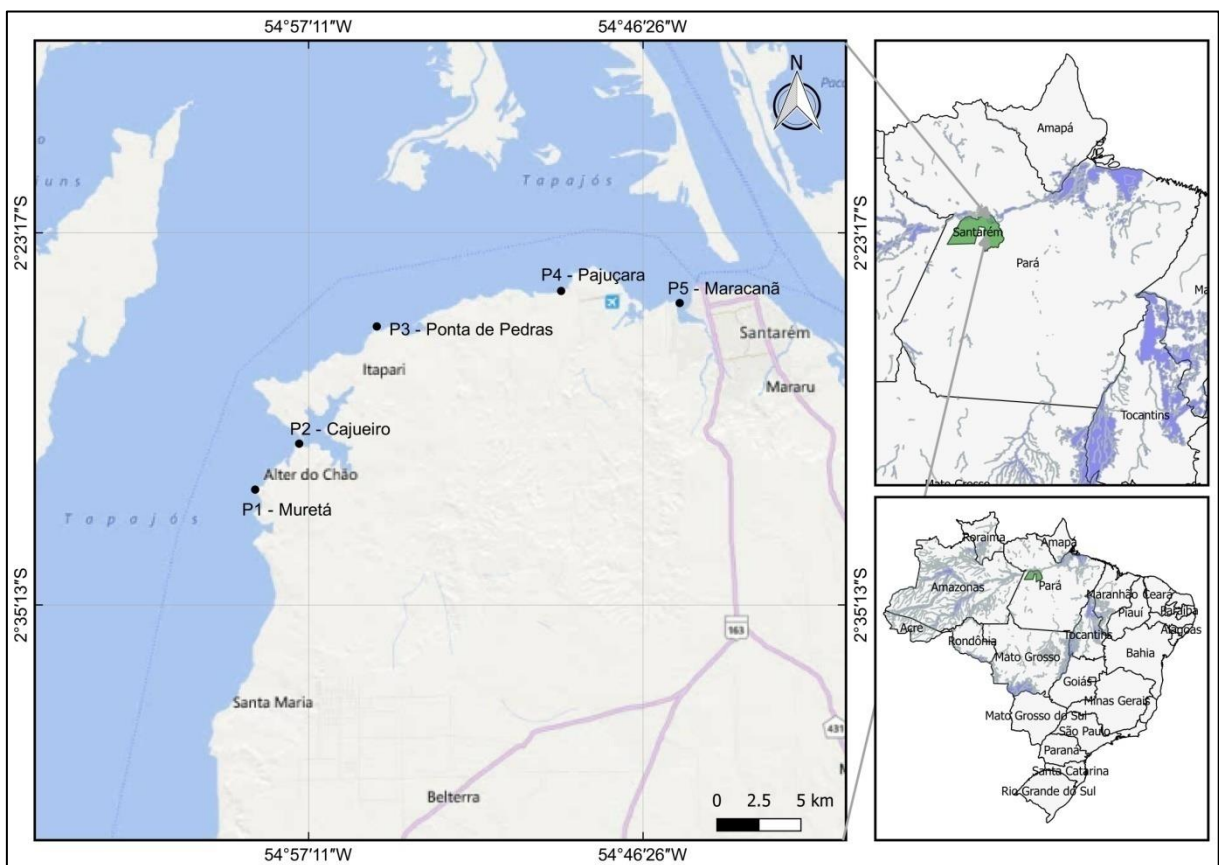 54°57'11"W
54°46'26"W
N
Tapajós
iuns
2°23'17"S
2°23'17"S
P4 - Pajuçara
P5 - Maracanã
P3 - Ponta de Pedras
Santarém
Itapari
Mararu
P2 - Cajueiro
Alter do Chão
P1 - Muretá
Tapajós
2°35'13"S
2°35'13"S
163
Santa Maria
431
Belterra
0 2.5 5 km
54°57'11"W
54°46'26"W
Amapá
Santarém
Pará
Tocantins
Mato Grosso
Roraima
Amapá
Amazonas
Pará
Maranhão
Ceará
Piauí
Paraíba
Alagoas
Acre
Rondônia
Tocantins
Mato Grosso
Bahia
Goiás
Minas Gerais
Mato Grosso do Sul
São Paulo
Paraná
Santa Catarina
Rio Grande do Sul